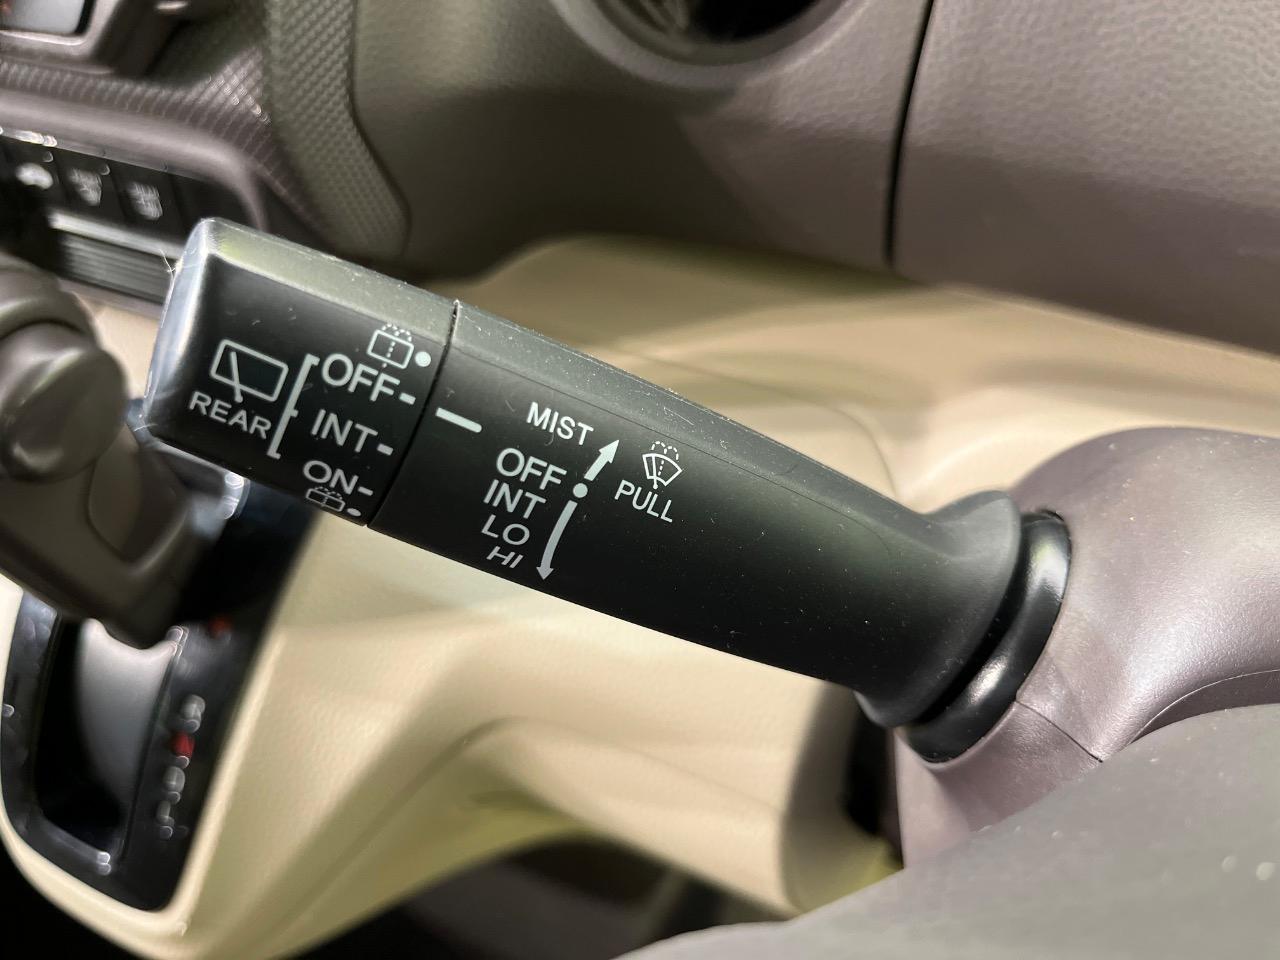 REAR
OFF
INT
ON
MIST
OFF
INT
LO
HI
PULL